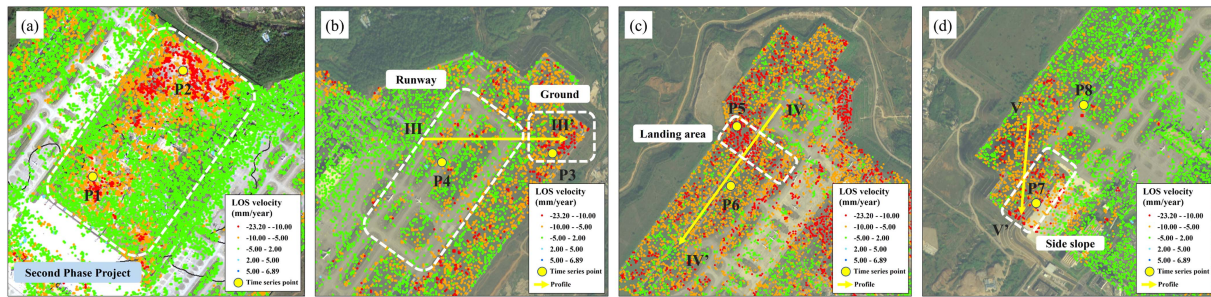 (a)
P2
P1
Second Phase Project
LOS velocity
(mm/year)
-23.20 - -10.00
-10.00 - -5.00
-5.00 - 2.00
2.00 - 5.00
5.00 - 6.89
Time series point
(b)
Runway
Ground
III
III'
P3
P4
LOS velocity
(mm/year)
-23.20 - -10.00
-10.00 - -5.00
-5.00 - 2.00
2.00 - 5.00
5.00 - 6.89
Time series point
Profile
(c)
P5
IV
Landing area
P6
IV'
LOS velocity
(mm/year)
-23.20 - -10.00
-10.00 - -5.00
-5.00 - 2.00
2.00 - 5.00
5.00 - 6.89
Time series point
Profile
(d)
P8
V
P7
V'
Side slope
LOS velocity
(mm/year)
-23.20 - -10.00
-10.00 - -5.00
-5.00 - 2.00
2.00 - 5.00
5.00 - 6.89
Time series point
Profile